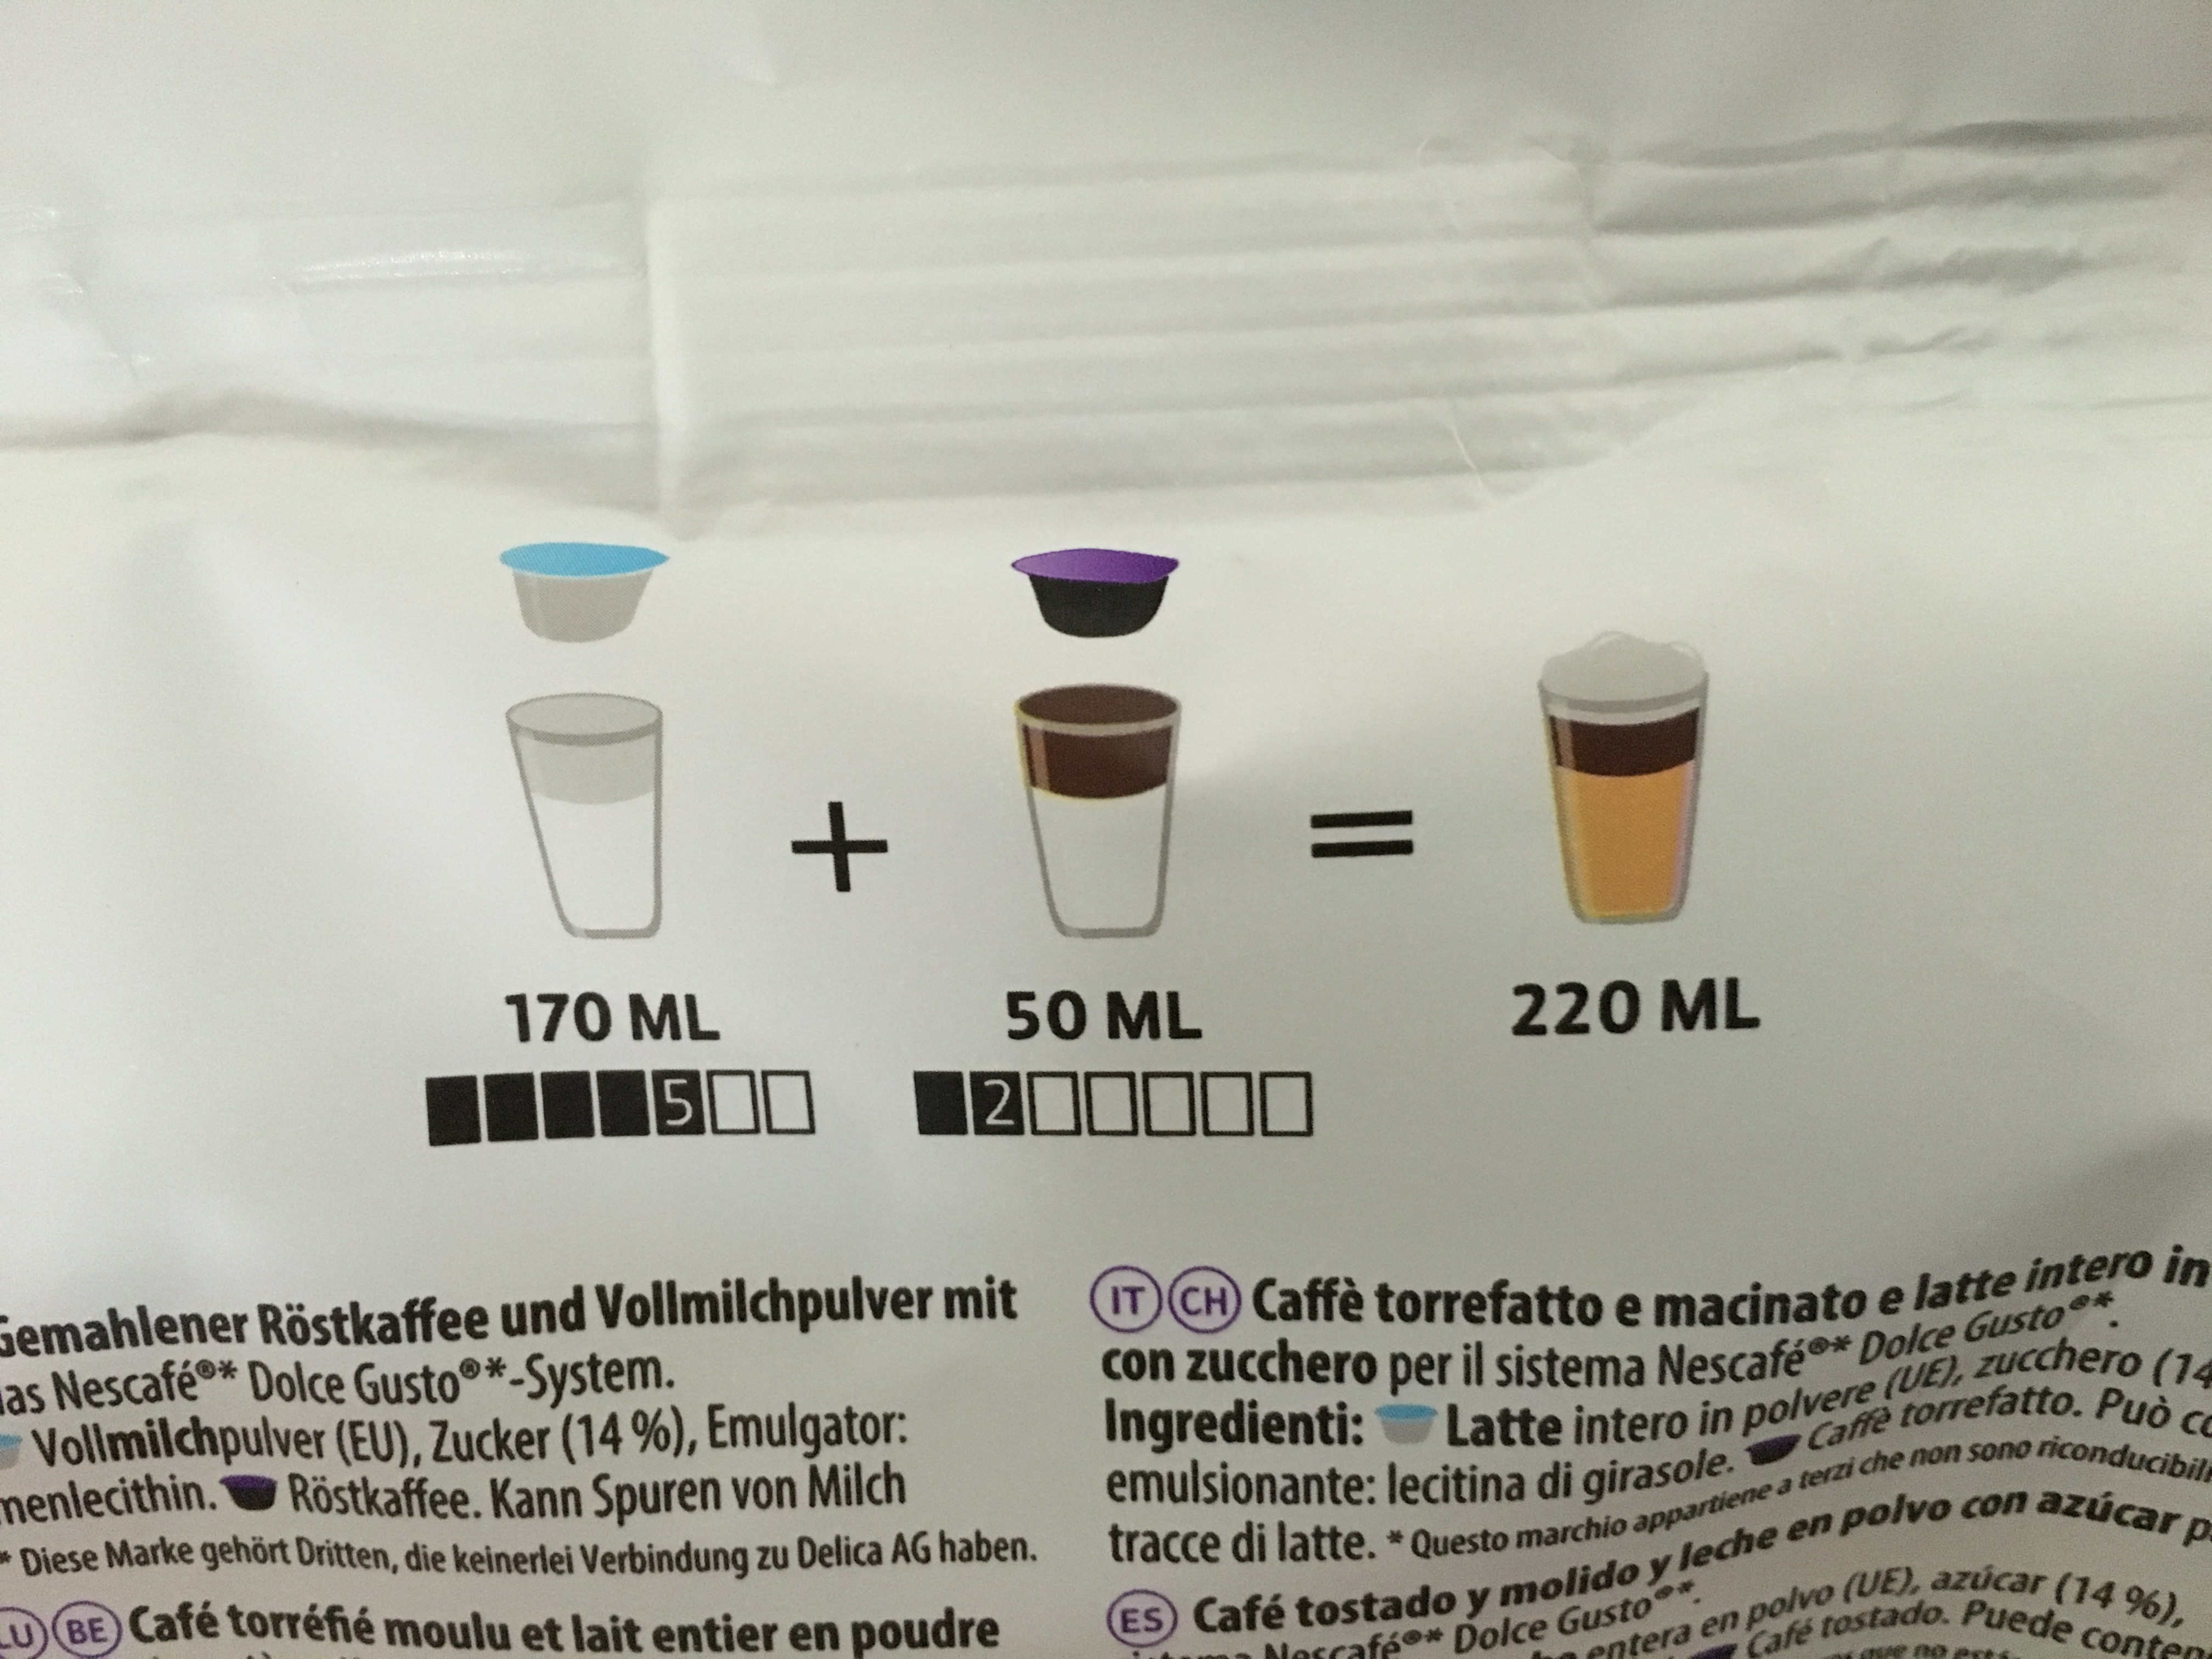 + =
170 ML 50 ML 220 ML
5 2
Gemahlener Röstkaffee und Vollmilchpulver mit
das Nescafé®* Dolce Gusto®*-System.
Vollmilchpulver (EU), Zucker (14 %), Emulgator:
menlecithin. Röstkaffee. Kann Spuren von Milch
* Diese Marke gehört Dritten, die keinerlei Verbindung zu Delica AG haben.
LU BE Café torréfié moulu et lait entier en poudre
IT CH Caffè torrefatto e macinato e latte intero in
con zucchero per il sistema Nescafé®* Dolce Gusto®*.
Ingredienti: Latte intero in polvere (UE), zucchero (14
emulsionante: lecitina di girasole. Caffè torrefatto. Può
tracce di latte. * Questo marchio appartiene a terzi che non sono
ES Café tostado y molido y leche en polvo con azúcar
Nescafé®* Dolce Gusto®*.
entera en polvo (UE), azúcar (14 %),
Café tostado. Puede